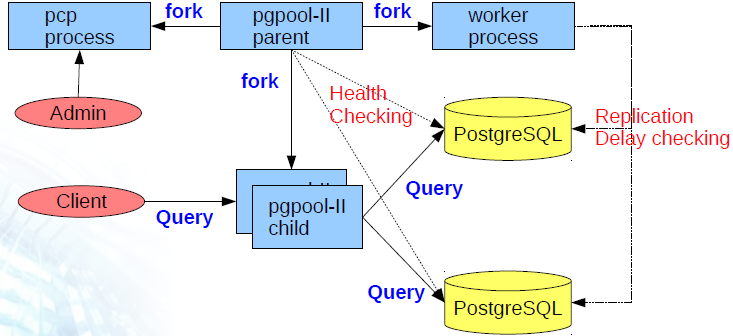 pcp
process
fork
pgpool-II
parent
fork
worker
process
fork
Admin
Health
Checking
PostgreSQL
Replication
Delay checking
Client
Query
pgpool-II
child
Query
Query
PostgreSQL